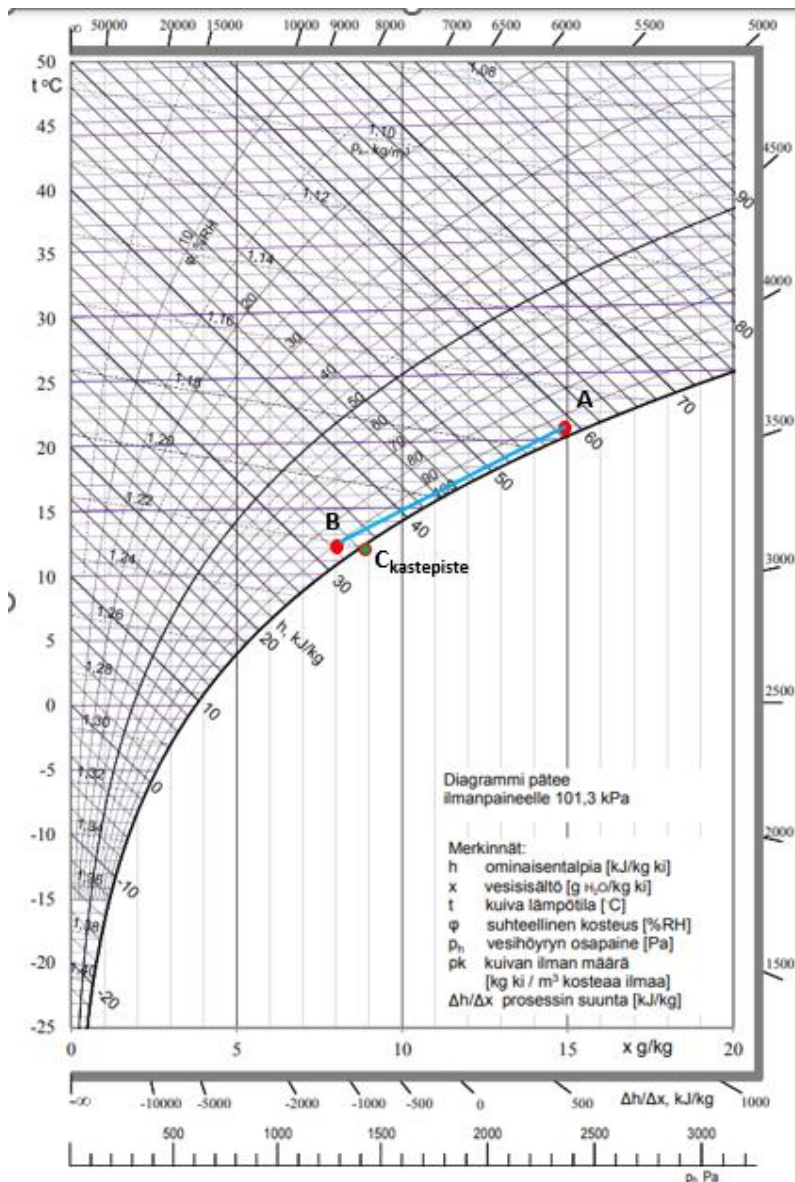 ∞ 50000 20000 15000 10000 9000 8000 7000 6000 5500 5000
50
t °C
45
40
35
30
25
20
15
10
5
0
-5
-10
-15
-20
-25
4500
4000
3500
3000
2500
2000
1500
1,08
1,10
ρₖ, kg/m³
1,12
1,14
1,16
1,18
1,20
1,22
1,24
1,26
1,28
1,30
1,32
1,34
1,36
1,38
1,40
10
φ, %RH
20
30
40
50
60
70
80
90
100
90
80
70
60
50
40
30
20
h, kJ/kg
10
0
-10
-20
A
B
C kastepiste
Diagrammi pätee
ilmanpaineelle 101,3 kPa
Merkinnät:
h ominaisentalpia [kJ/kg ki]
x vesisisältö [g H₂O/kg ki]
t kuiva lämpötila [°C]
φ suhteellinen kosteus [%RH]
pₕ vesihöyryn osapaine [Pa]
pk kuivan ilman määrä
[kg ki / m³ kosteaa ilmaa]
Δh/Δx prosessin suunta [kJ/kg]
0 5 10 15 x g/kg 20
-∞ -10000 -5000 -2000 -1000 -500 0 500 Δh/Δx, kJ/kg 1000
500 1000 1500 2000 2500 3000
pₕ Pa